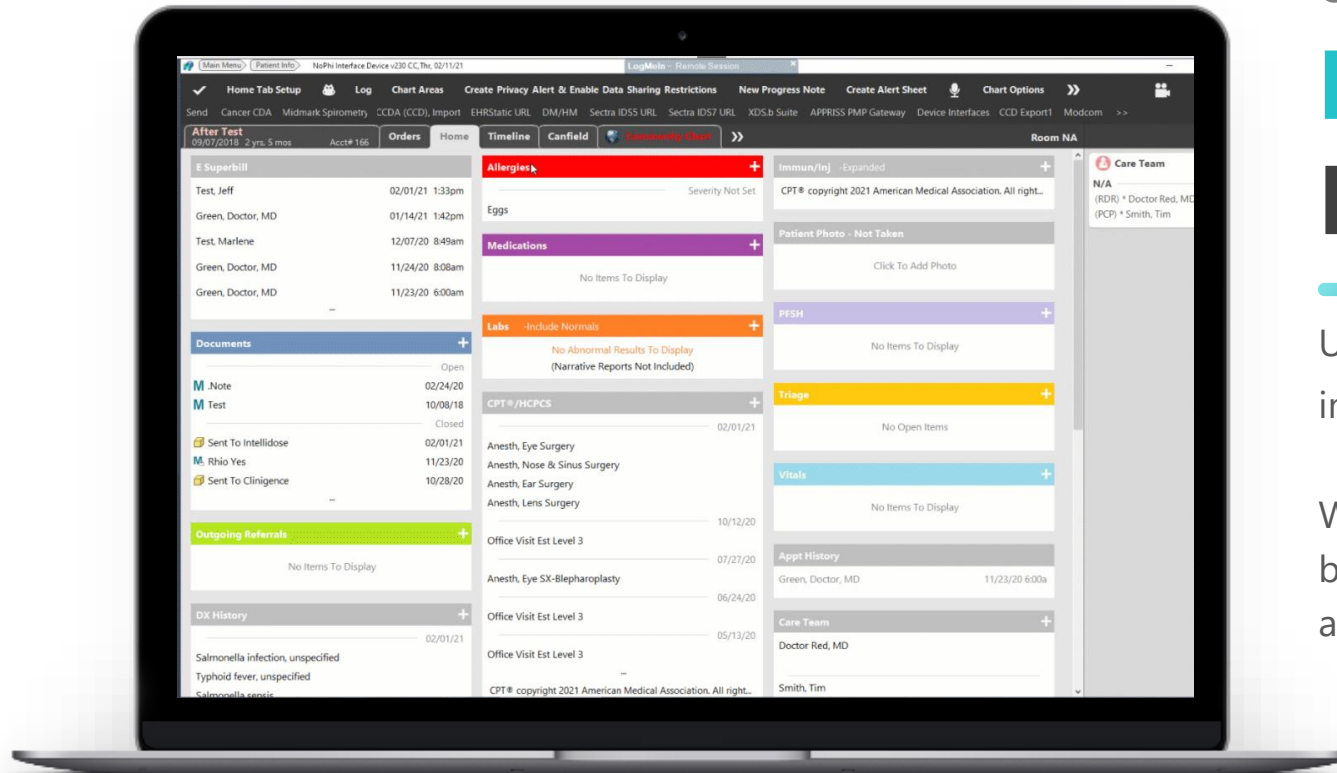 Main Menu Patient Info NoPhi Interface Device v230 CC, Thr, 02/11/21 LogMeIn - Remote Session
Home Tab Setup Log Chart Areas Create Privacy Alert & Enable Data Sharing Restrictions New Progress Note Create Alert Sheet Chart Options
Send Cancer CDA Midmark Spirometry CCDA (CCD), Import EHRStatic URL DM/HM Sectra IDS5 URL Sectra IDS7 URL XDS.b Suite APPRISS PMP Gateway Device Interfaces CCD Export1 Modcom >>
After Test
09/07/2018 2 yrs. 5 mos Acct# 166
Orders Home Timeline Canfield Community Chart Room NA
E Superbill
Test, Jeff 02/01/21 1:33pm
Green, Doctor, MD 01/14/21 1:42pm
Test, Marlene 12/07/20 8:49am
Green, Doctor, MD 11/24/20 8:08am
Green, Doctor, MD 11/23/20 6:00am
...
Documents +
Open
M .Note 02/24/20
M Test 10/08/18
Closed
Sent To Intellidose 02/01/21
Rhio Yes 11/23/20
Sent To Clinigence 10/28/20
...
Outgoing Referrals +
No Items To Display
DX History +
02/01/21
Salmonella infection, unspecified
Typhoid fever, unspecified
Salmonella sepsis
Allergies +
Severity Not Set
Eggs
Medications +
No Items To Display
Labs -Include Normals +
No Abnormal Results To Display
(Narrative Reports Not Included)
CPT®/HCPCS +
02/01/21
Anesth, Eye Surgery
Anesth, Nose & Sinus Surgery
Anesth, Ear Surgery
Anesth, Lens Surgery
10/12/20
Office Visit Est Level 3
07/27/20
Anesth, Eye SX-Blepharoplasty
06/24/20
Office Visit Est Level 3
05/13/20
Office Visit Est Level 3
...
CPT® copyright 2021 American Medical Association. All right...
Immun/Inj -Expanded +
CPT® copyright 2021 American Medical Association. All right...
Patient Photo - Not Taken
Click To Add Photo
PFSH +
No Items To Display
Triage +
No Open Items
Vitals +
No Items To Display
Appt History
Green, Doctor, MD 11/23/20 6:00a
Care Team +
Doctor Red, MD
Smith, Tim
Care Team
N/A
(RDR) * Doctor Red, MD
(PCP) * Smith, Tim